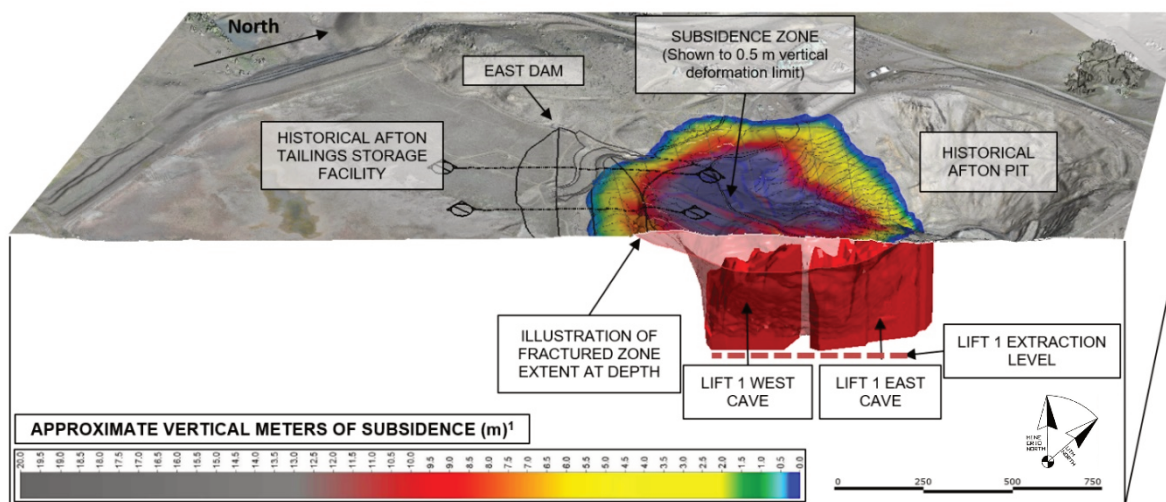 North
SUBSIDENCE ZONE
(Shown to 0.5 m vertical
deformation limit)
EAST DAM
HISTORICAL AFTON
TAILINGS STORAGE
FACILITY
HISTORICAL
AFTON PIT
ILLUSTRATION OF
FRACTURED ZONE
EXTENT AT DEPTH
LIFT 1 WEST
CAVE
LIFT 1 EAST
CAVE
LIFT 1 EXTRACTION
LEVEL
APPROXIMATE VERTICAL METERS OF SUBSIDENCE (m)¹
20.0 19.5 19.0 18.5 18.0 17.5 17.0 16.5 16.0 15.5 15.0 14.5 14.0 13.5 13.0 12.5 12.0 11.5 11.0 10.5 10.0 9.5 9.0 8.5 8.0 7.5 7.0 6.5 6.0 5.5 5.0 4.5 4.0 3.5 3.0 2.5 2.0 1.5 1.0 0.5 0.0
MINE
GRID
NORTH
UTM
NORTH
0 250 500 750